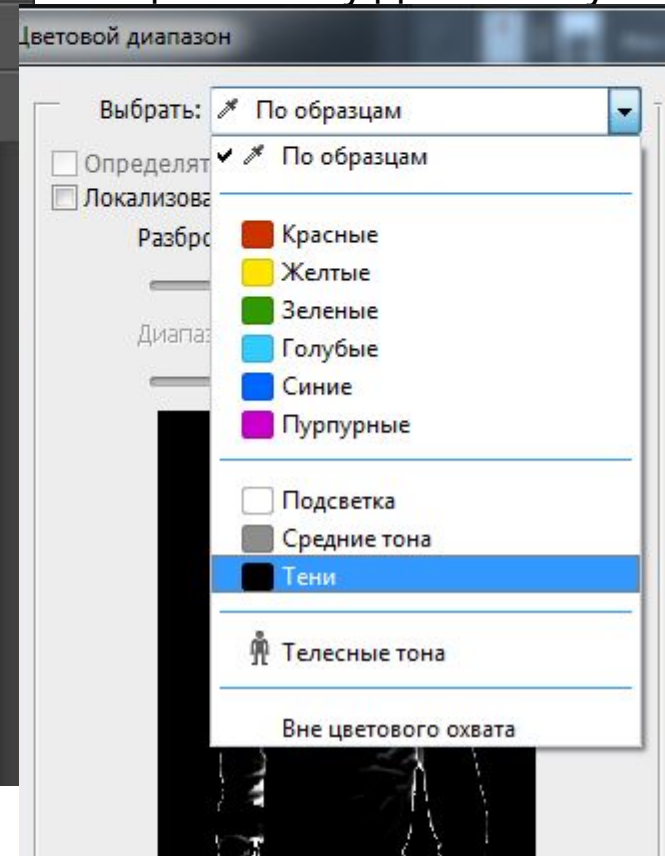 Цветовой диапазон
Выбрать: По образцам
По образцам
Красные
Желтые
Зеленые
Голубые
Синие
Пурпурные
Подсветка
Средние тона
Тени
Телесные тона
Вне цветового охвата